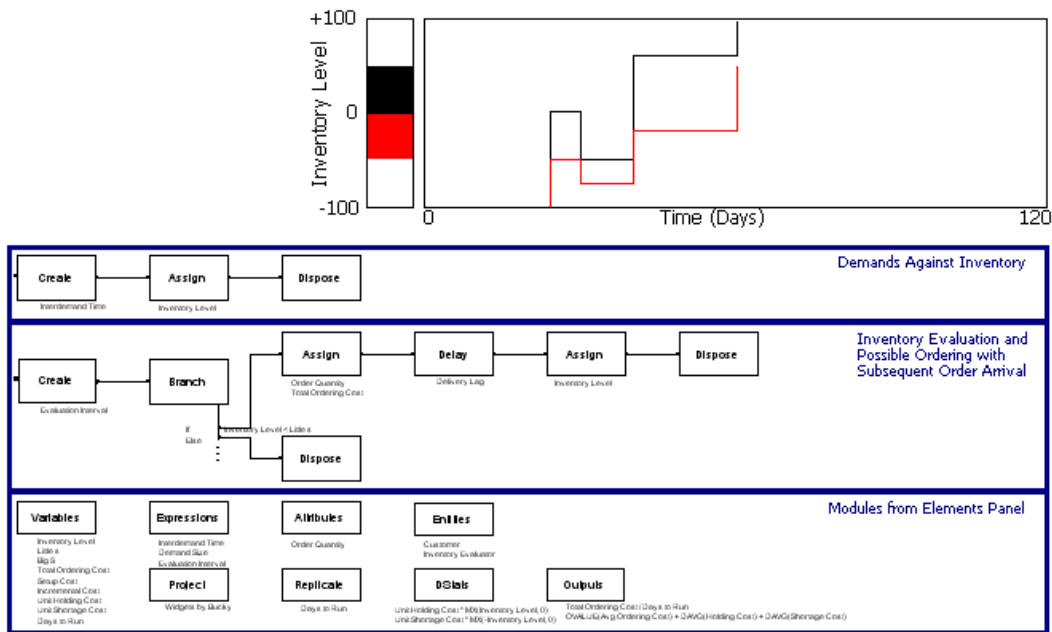 +100
Inventory Level
0
-100
0
Time (Days)
120
Demands Against Inventory
Create
Assign
Dispose
Interdemand Time
Inventory Level
Inventory Evaluation and
Possible Ordering with
Subsequent Order Arrival
Assign
Delay
Assign
Dispose
Order Quantity
Total Ordering Cost
Delivery Lag
Inventory Level
Create
Branch
Evaluation Interval
If
Inventory Level < Little s
Else
Dispose
Modules from Elements Panel
Variables
Inventory Level
Little s
Big S
Total Ordering Cost
Setup Cost
Incremental Cost
Unit Holding Cost
Unit Shortage Cost
Days to Run
Expressions
Interdemand Time
Demand Size
Evaluation Interval
Attributes
Order Quantity
Entities
Customer
Inventory Evaluator
Project
Widgets by Bucky
Replicate
Days to Run
DStats
Unit Holding Cost * MX(Inventory Level, 0)
Unit Shortage Cost * MX(-Inventory Level, 0)
Outputs
Total Ordering Cost / Days to Run
OVALUE(Avg Ordering Cost) + DAVG(Holding Cost) + DAVG(Shortage Cost)